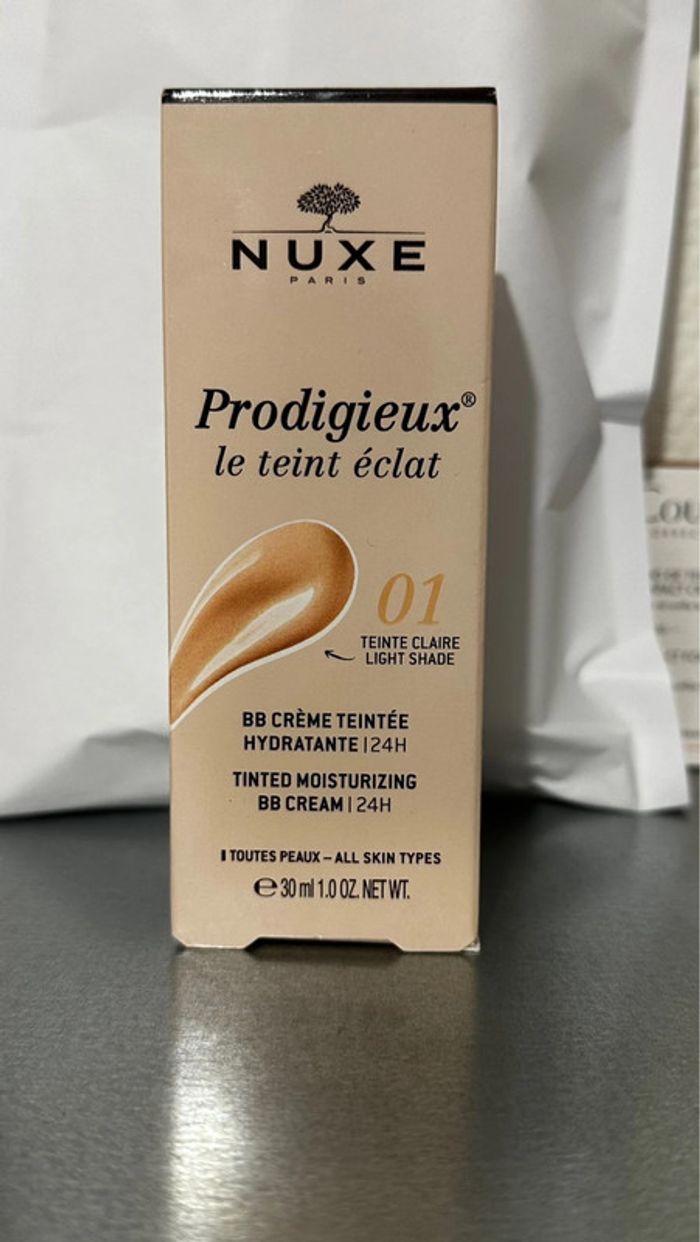 NUXE
PARIS
Prodigieux®
le teint éclat
01
TEINTE CLAIRE
LIGHT SHADE
BB CRÈME TEINTÉE
HYDRATANTE | 24H
TINTED MOISTURIZING
BB CREAM | 24H
TOUTES PEAUX – ALL SKIN TYPES
℮ 30 ml 1.0 OZ. NET WT.